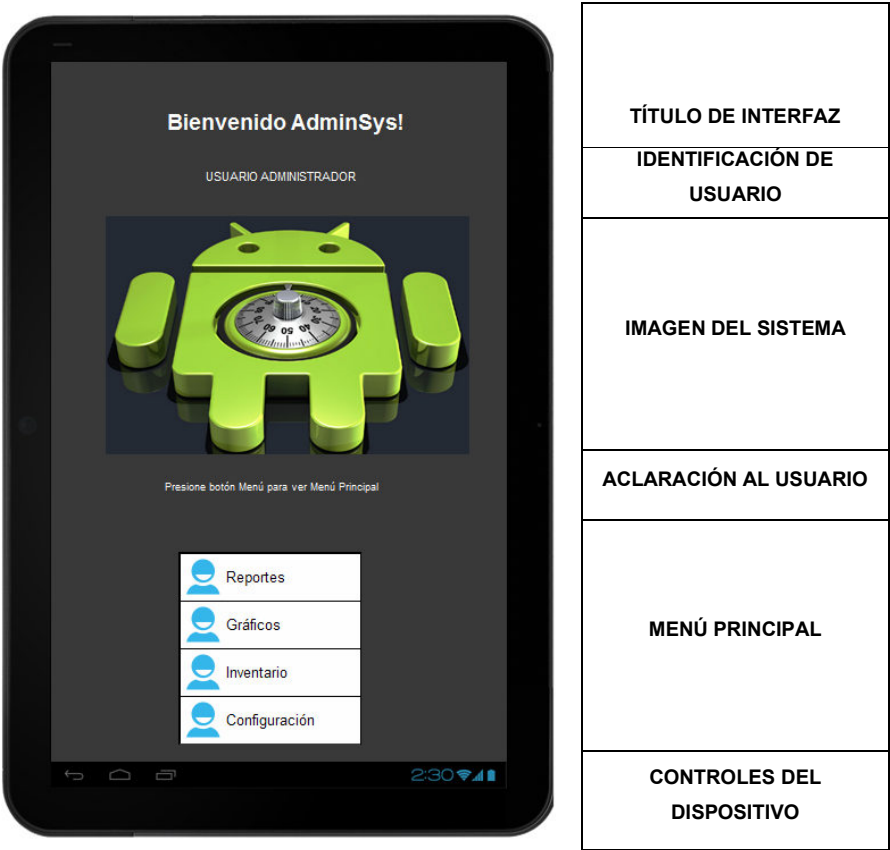 Bienvenido AdminSys!
USUARIO ADMINISTRADOR
Presione botón Menú para ver Menú Principal
Reportes
Gráficos
Inventario
Configuración
2:30
TÍTULO DE INTERFAZ
IDENTIFICACIÓN DE
USUARIO
IMAGEN DEL SISTEMA
ACLARACIÓN AL USUARIO
MENÚ PRINCIPAL
CONTROLES DEL
DISPOSITIVO